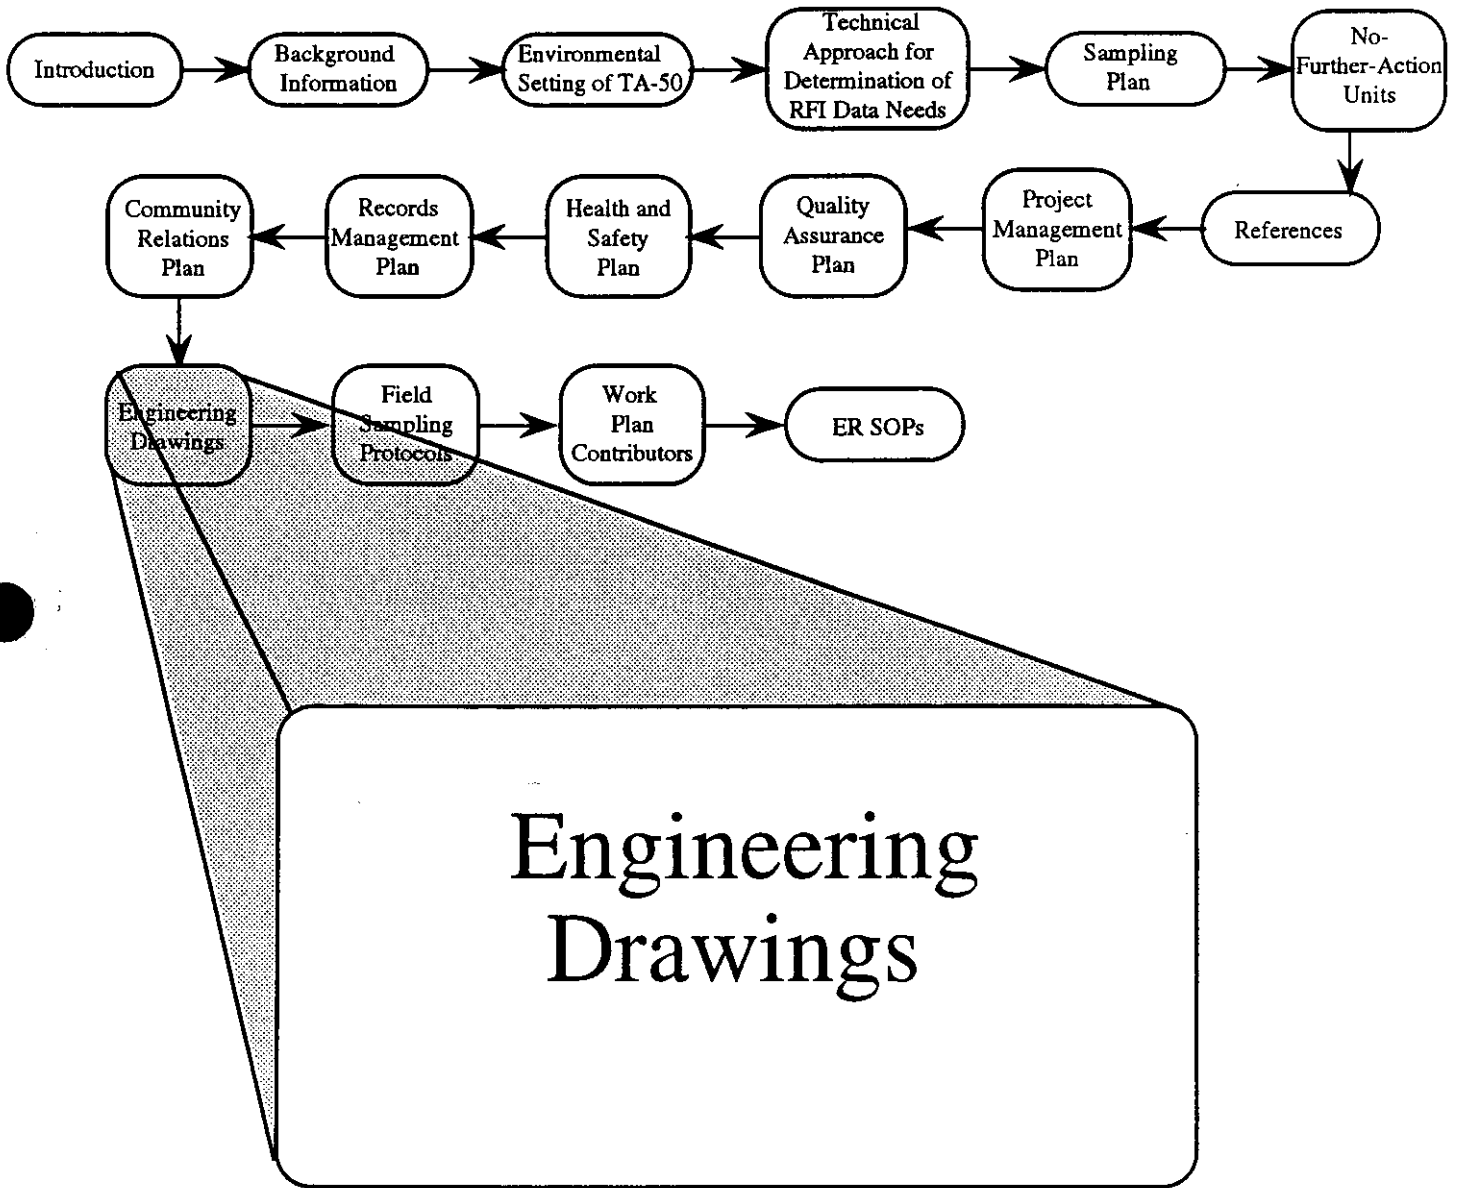 Introduction
Background
Information
Environmental
Setting of TA-50
Technical
Approach for
Determination of
RFI Data Needs
Sampling
Plan
No-
Further-Action
Units
Community
Relations
Plan
Records
Management
Plan
Health and
Safety
Plan
Quality
Assurance
Plan
Project
Management
Plan
References
Engineering
Drawings
Field
Sampling
Protocols
Work
Plan
Contributors
ER SOPs
Engineering
Drawings